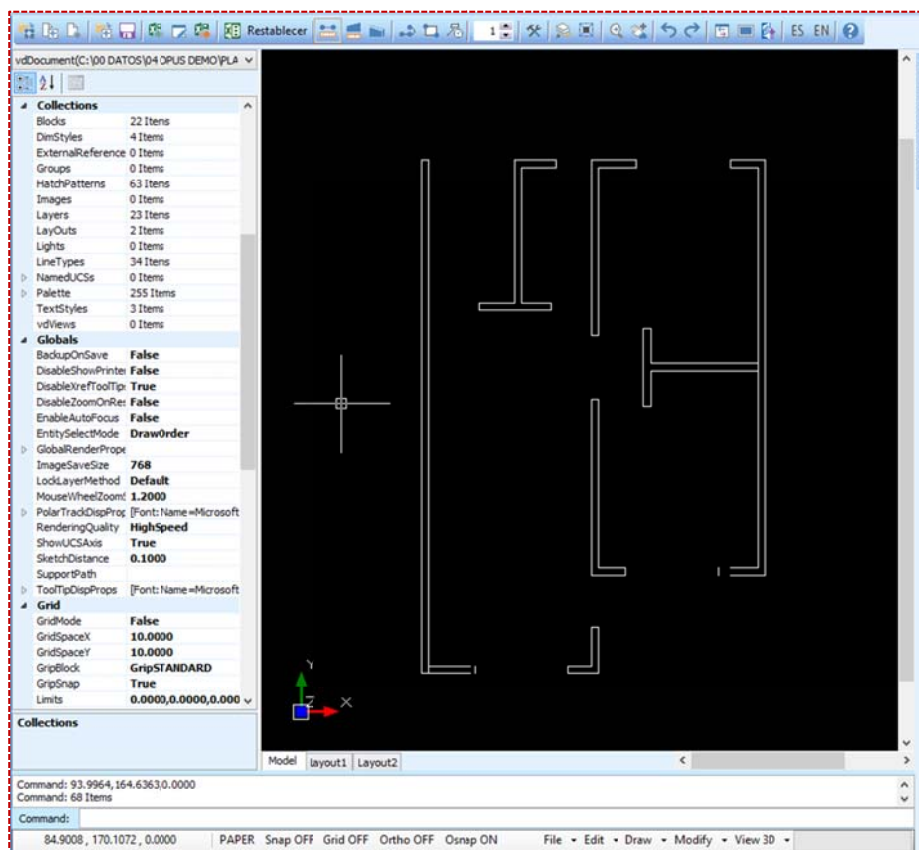 Restablecer 1 ES EN
vdDocument(C:\00 DATOS\04 OPUS DEMO\PLA
Collections
Blocks 22 Itens
DimStyles 4 Items
ExternalReference 0 Items
Groups 0 Items
HatchPatterns 63 Itens
Images 0 Items
Layers 23 Itens
LayOuts 2 Items
Lights 0 Items
LineTypes 34 Itens
NamedUCSs 0 Items
Palette 255 Items
TextStyles 3 Items
vdViews 0 Items
Globals
BackupOnSave False
DisableShowPrinter False
DisableXrefToolTip: True
DisableZoomOnRe: False
EnableAutoFocus False
EntitySelectMode DrawOrder
GlobalRenderPrope
ImageSaveSize 768
LockLayerMethod Default
MouseWheelZoomS 1.2000
PolarTrackDispProp [Font: Name=Microsoft
RenderingQuality HighSpeed
ShowUCSAxis True
SketchDistance 0.1000
SupportPath
ToolTipDispProps [Font: Name=Microsoft
Grid
GridMode False
GridSpaceX 10.0000
GridSpaceY 10.0000
GripBlock GripSTANDARD
GripSnap True
Limits 0.0000,0.0000,0.000
Collections
Y
Z X
Model layout1 Layout2
Command: 93.9964,164.6363,0.0000
Command: 68 Items
Command:
84.9008 , 170.1072 , 0.0000 PAPER Snap OFF Grid OFF Ortho OFF Osnap ON File Edit Draw Modify View 3D